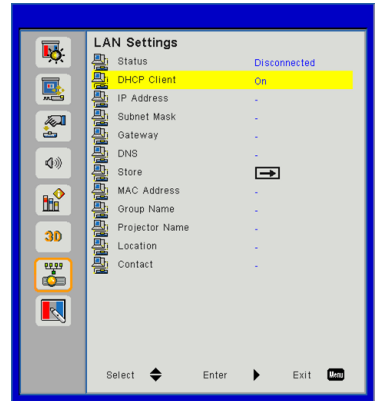 LAN Settings
Status Disconnected
DHCP Client On
IP Address -
Subnet Mask -
Gateway -
DNS -
Store
MAC Address -
Group Name -
Projector Name -
Location -
Contact -
3D
Select Enter Exit Menu